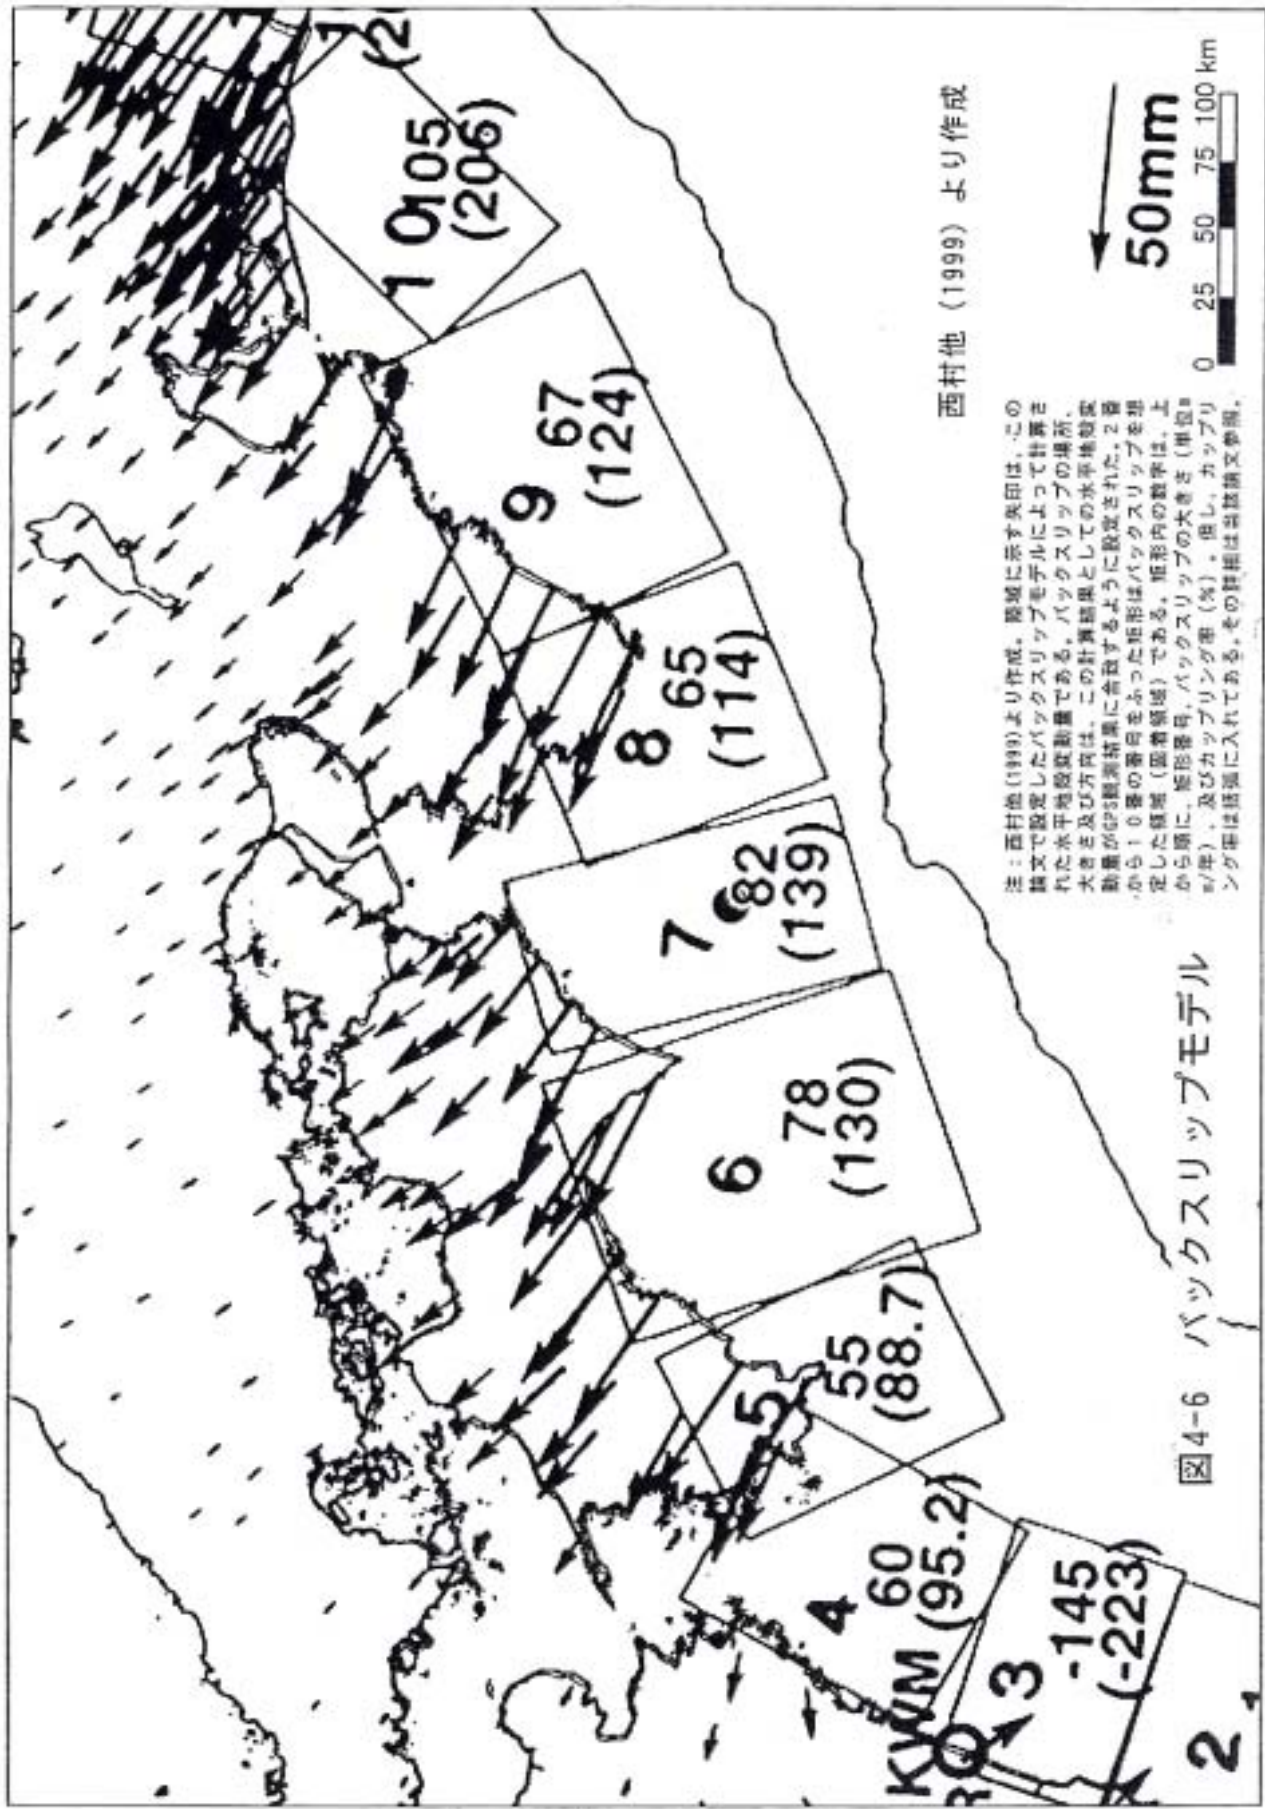 1
(2
10
105
(206)
9
67
(124)
8
65
(114)
7
82
(139)
6
78
(130)
5
55
(88.7)
4
60
(95.2)
KWM
3
-145
(-223)
2
西村他(1999)より作成
50mm
0 25 50 75 100 km
注:西村他(1999)より作成。陸域に示す矢印は、この
論文で設定したバックスリップモデルによって計算さ
れた水平地殻変動量である。バックスリップの場所、
大きさ及び方向は、この計算結果としての水平地殻変
動量がGPS観測結果に合致するように設定された。2番
から10番の番号をふった矩形はバックスリップを想
定した領域(固着領域)である。矩形内の数字は、上
から順に、矩形番号、バックスリップの大きさ(単位m
m/年)、及びカップリング率(%)。但し、カップリ
ング率は括弧に入れてある。その詳細は当該論文参照。
図4-6 バックスリップモデル